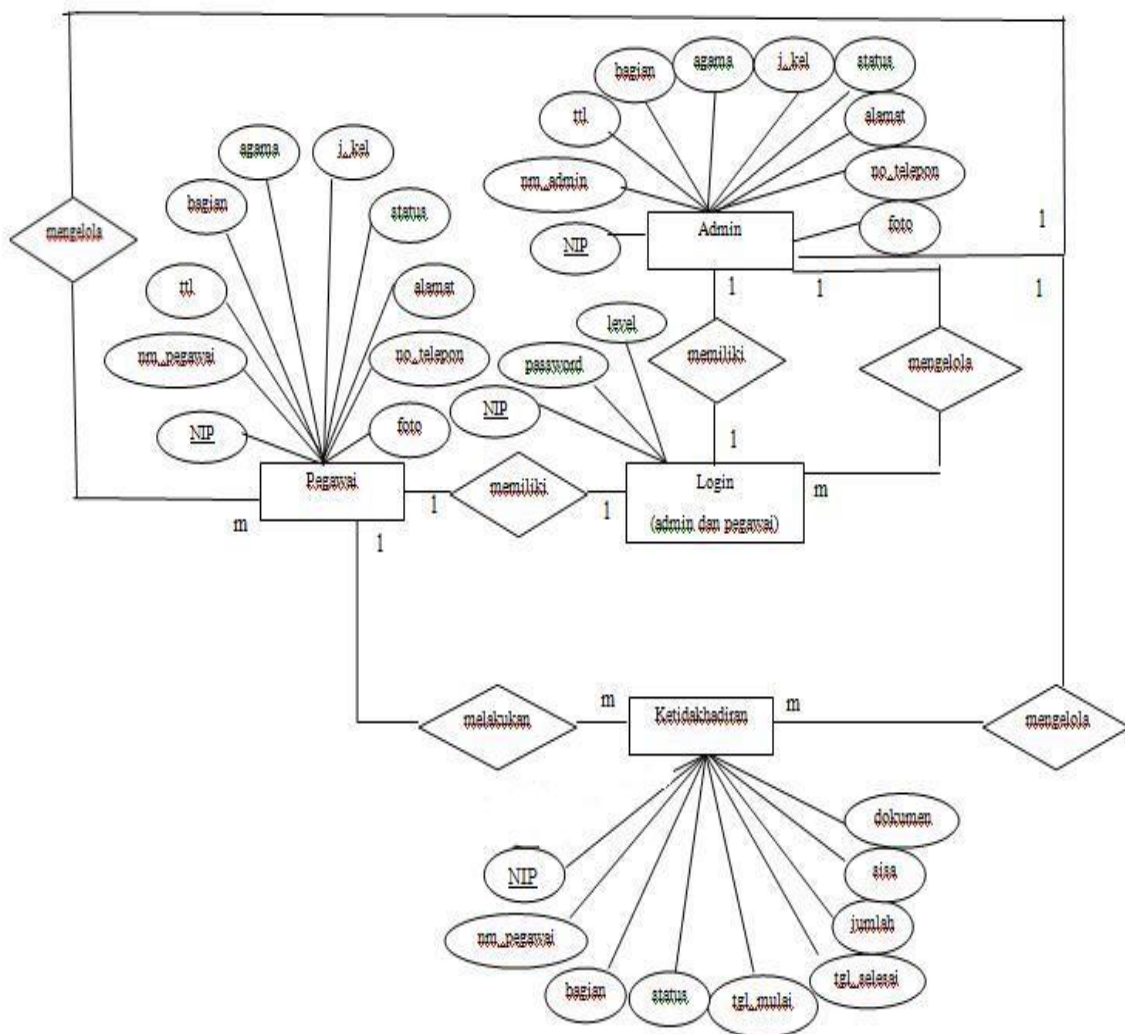 bagian
agama
j_kel
status
ttl
alamat
nm_admin
no_telepon
NIP
Admin
foto
1
1
1
1
agama
j_kel
bagian
status
mengelola
ttl
alamat
nm_pegawai
no_telepon
NIP
foto
level
password
NIP
memiliki
mengelola
1
Pegawai
m
1
1
memiliki
1
Login
(admin dan pegawai)
m
melakukan
m
Ketidakhadiran
m
mengelola
NIP
nm_pegawai
bagian
status
tgl_mulai
tgl_selesai
jumlah
sisa
dokumen